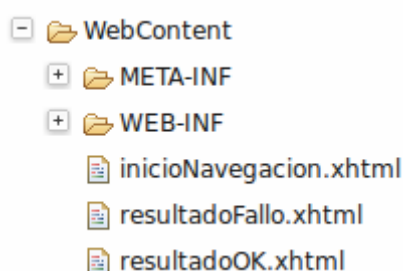 WebContent
META-INF
WEB-INF
inicioNavegacion.xhtml
resultadoFallo.xhtml
resultadoOK.xhtml